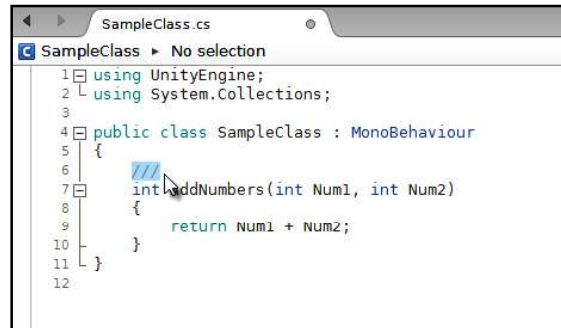 SampleClass.cs
C SampleClass ▸ No selection
1 using UnityEngine;
2 using System.Collections;
3
4 public class SampleClass : MonoBehaviour
5 {
6 ///
7 int addNumbers(int Num1, int Num2)
8 {
9 return Num1 + Num2;
10 }
11 }
12